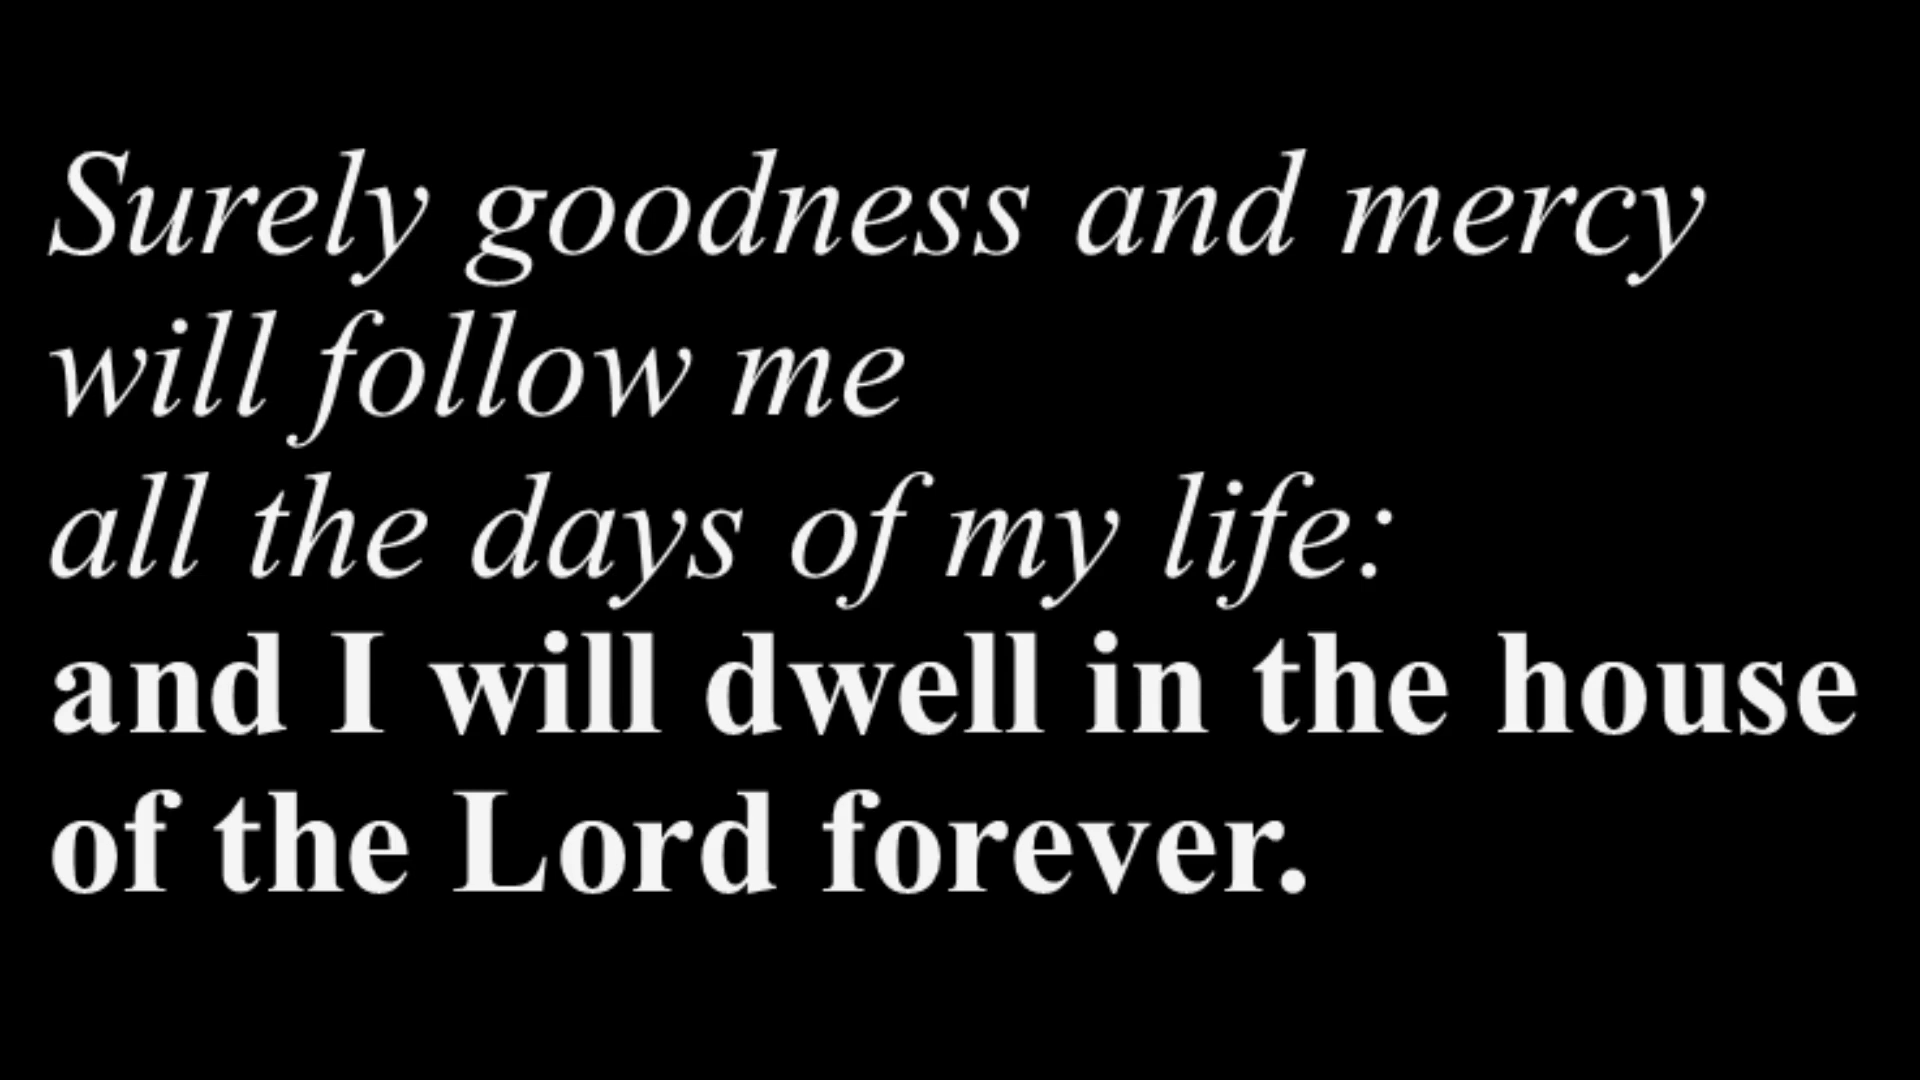 Surely goodness and mercy
will follow me
all the days of my life:
and I will dwell in the house
of the Lord forever.